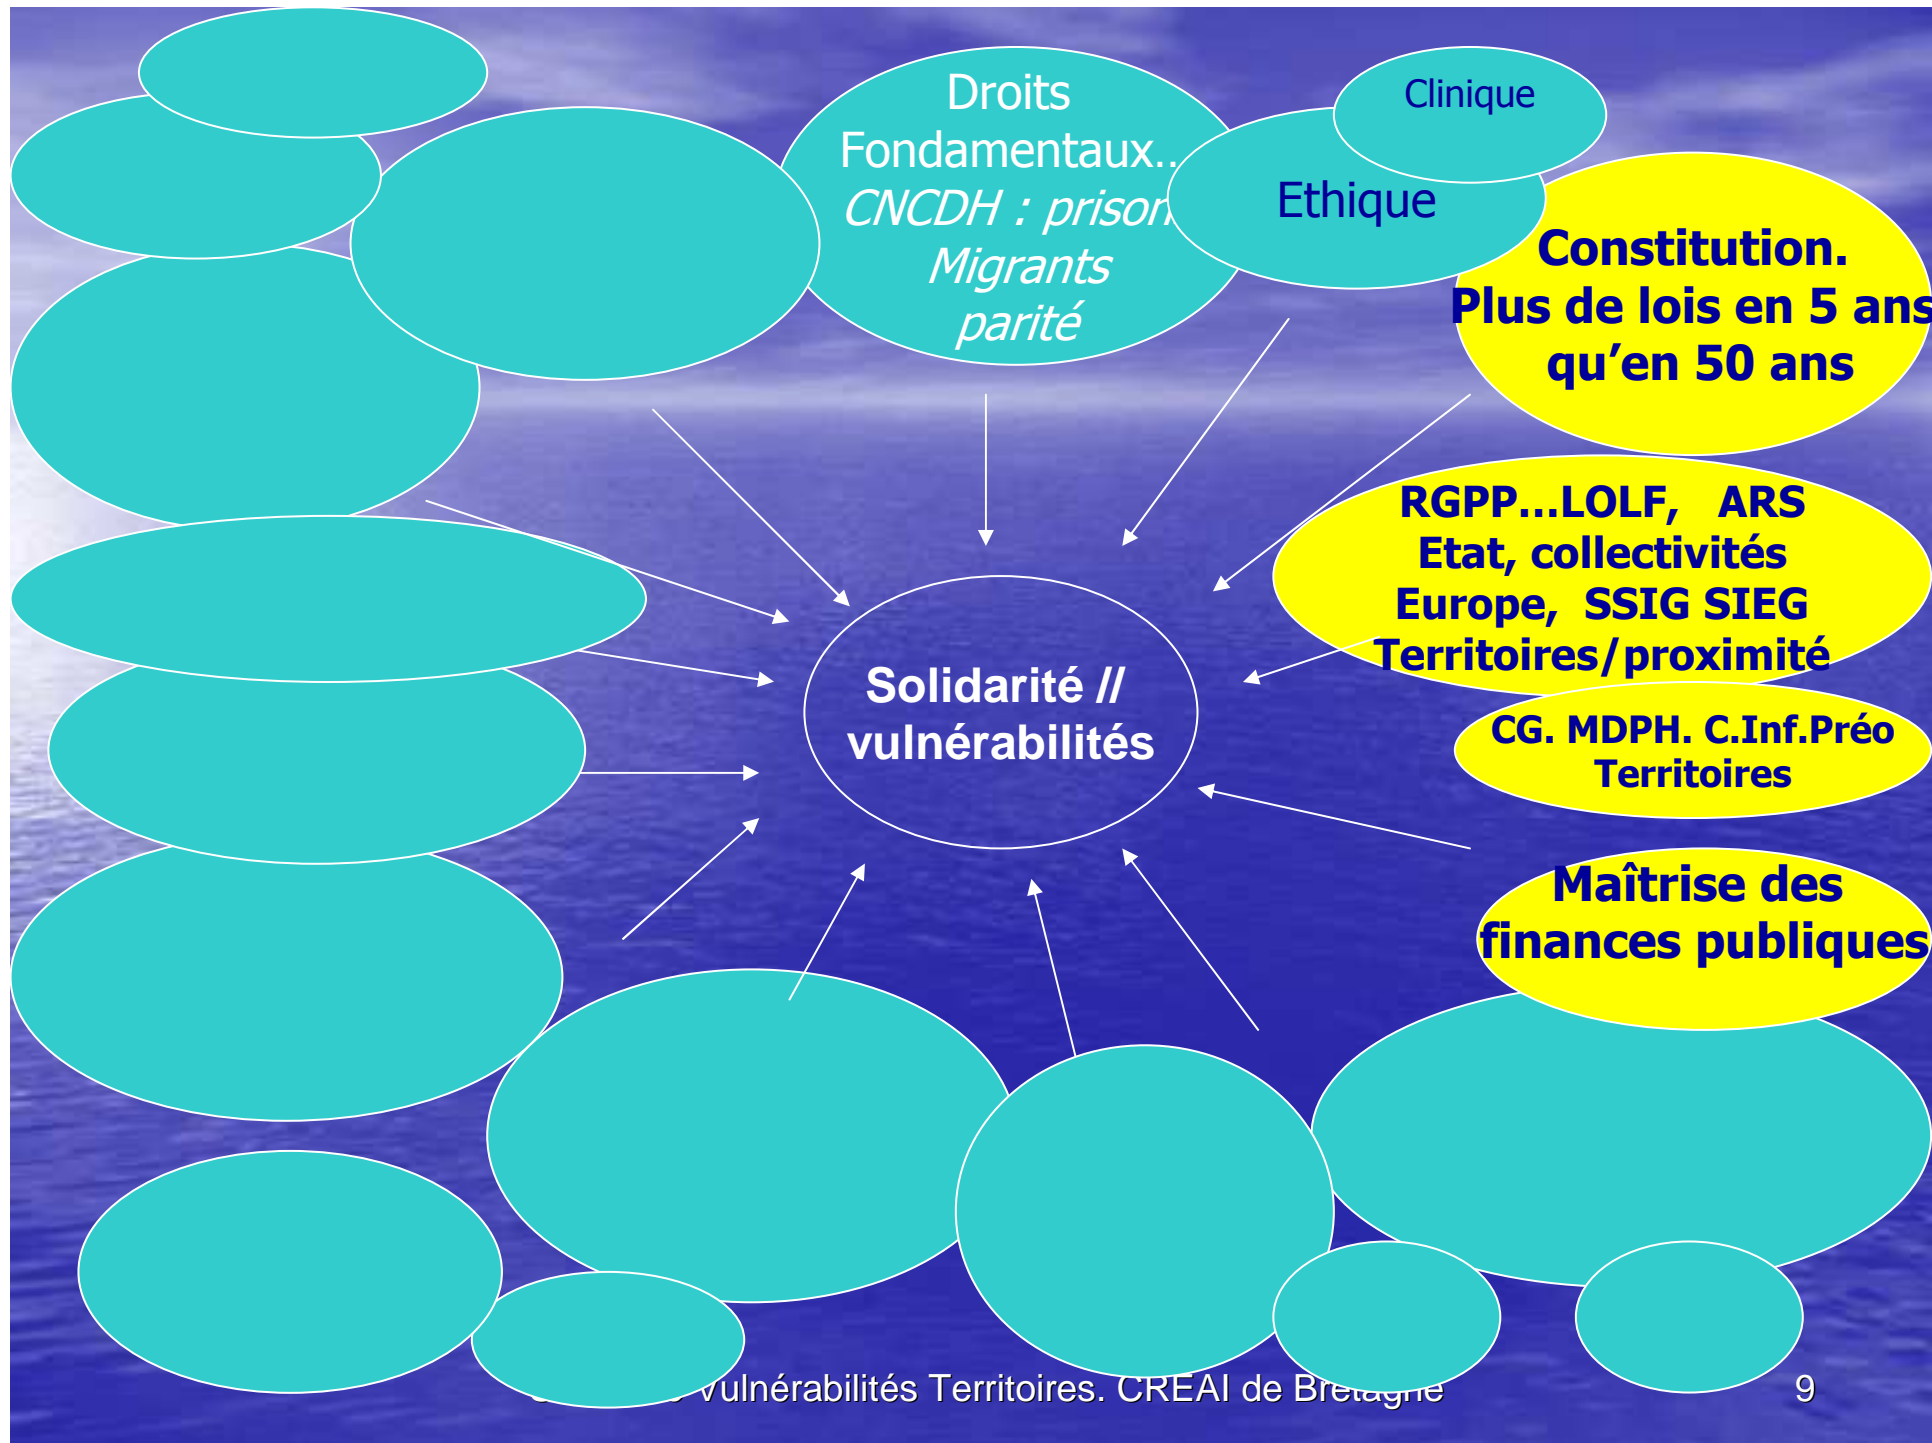 Droits
Fondamentaux..
CNCDH : prison
Migrants
parité
Clinique
Ethique
Constitution.
Plus de lois en 5 ans
qu'en 50 ans
RGPP...LOLF, ARS
Etat, collectivités
Europe, SSIG SIEG
Territoires/proximité
Solidarité //
vulnérabilités
CG. MDPH. C.Inf.Préo
Territoires
Maîtrise des
finances publiques
Vulnérabilités Territoires. CREAI de Bretagne
9